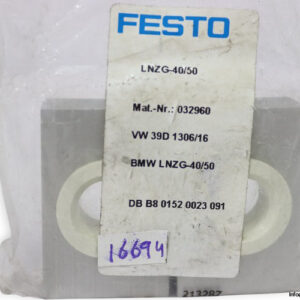 FESTO
LNZG-40/50
Mat.-Nr.: 032960
VW 39D 1306/16
BMW LNZG-40/50
DB B8 0152 0023 091
16694
213287